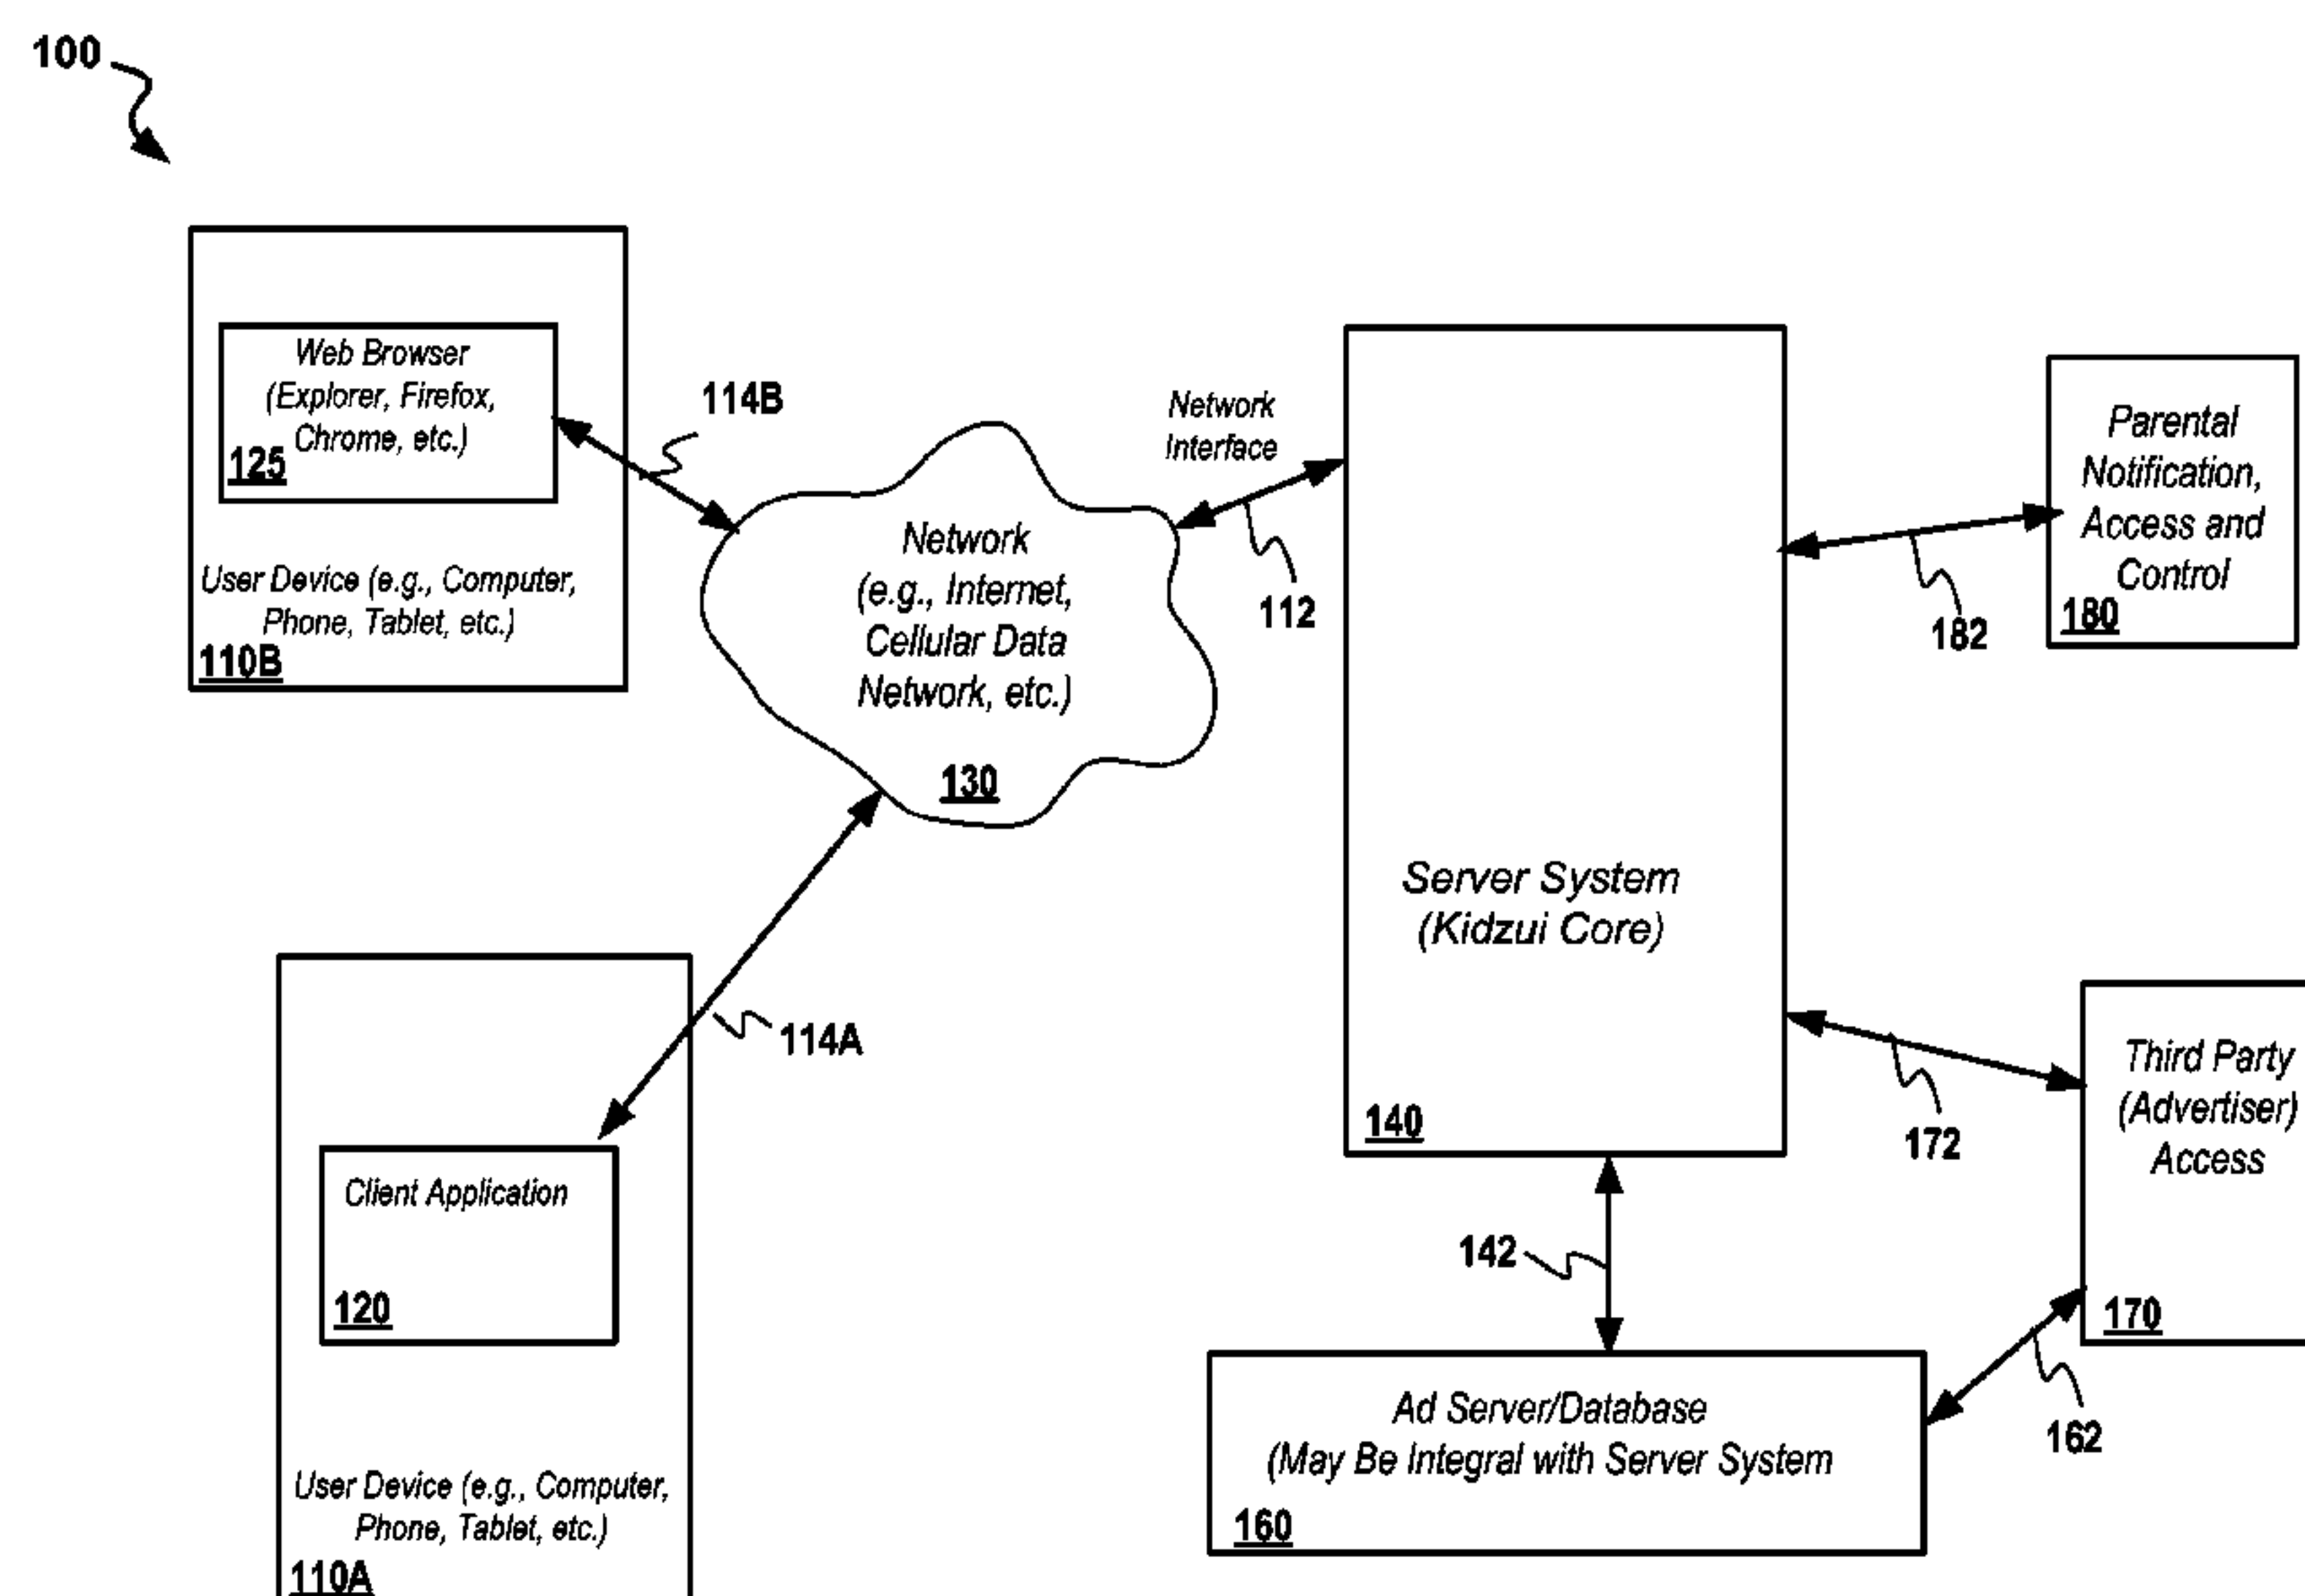 100
Web Browser
(Explorer, Firefox,
Chrome, etc.)
125
User Device (e.g., Computer,
Phone, Tablet, etc.)
110B
114B
Network
(e.g., Internet,
Cellular Data
Network, etc.)
130
Network
Interface
112
Server System
(Kidzui Core)
140
Parental
Notification,
Access and
Control
180
182
114A
Client Application
120
User Device (e.g., Computer,
Phone, Tablet, etc.)
110A
Third Party
(Advertiser)
Access
170
172
142
Ad Server/Database
(May Be Integral with Server System
160
162